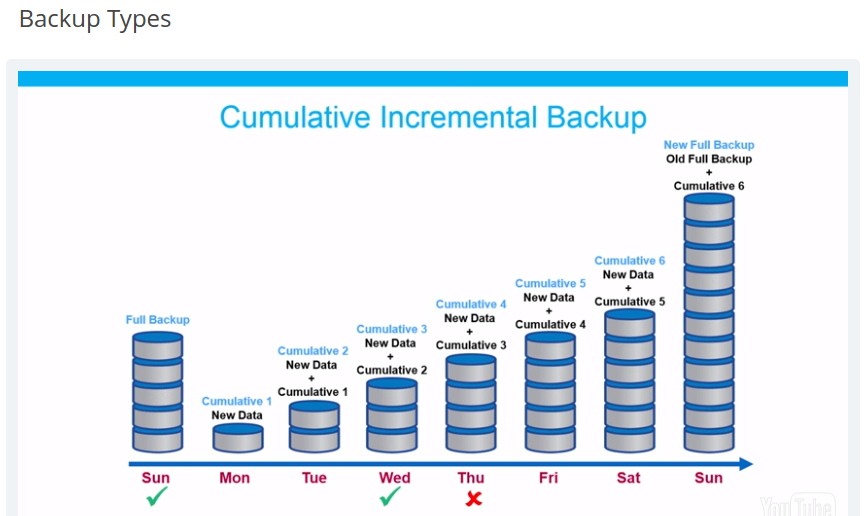 Backup Types
Cumulative Incremental Backup
New Full Backup
Old Full Backup
+
Cumulative 6
Cumulative 6
New Data
+
Cumulative 5
Cumulative 5
New Data
+
Cumulative 4
Cumulative 4
New Data
+
Cumulative 3
Cumulative 3
New Data
+
Cumulative 2
Cumulative 2
New Data
+
Cumulative 1
Cumulative 1
New Data
Full Backup
Sun Mon Tue Wed Thu Fri Sat Sun
YouTube